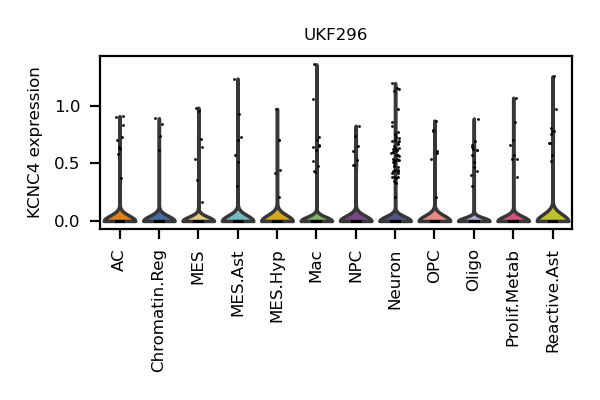 UKF296
KCNC4 expression
1.0
0.5
0.0
AC
Chromatin.Reg
MES
MES.Ast
MES.Hyp
Mac
NPC
Neuron
OPC
Oligo
Prolif.Metab
Reactive.Ast